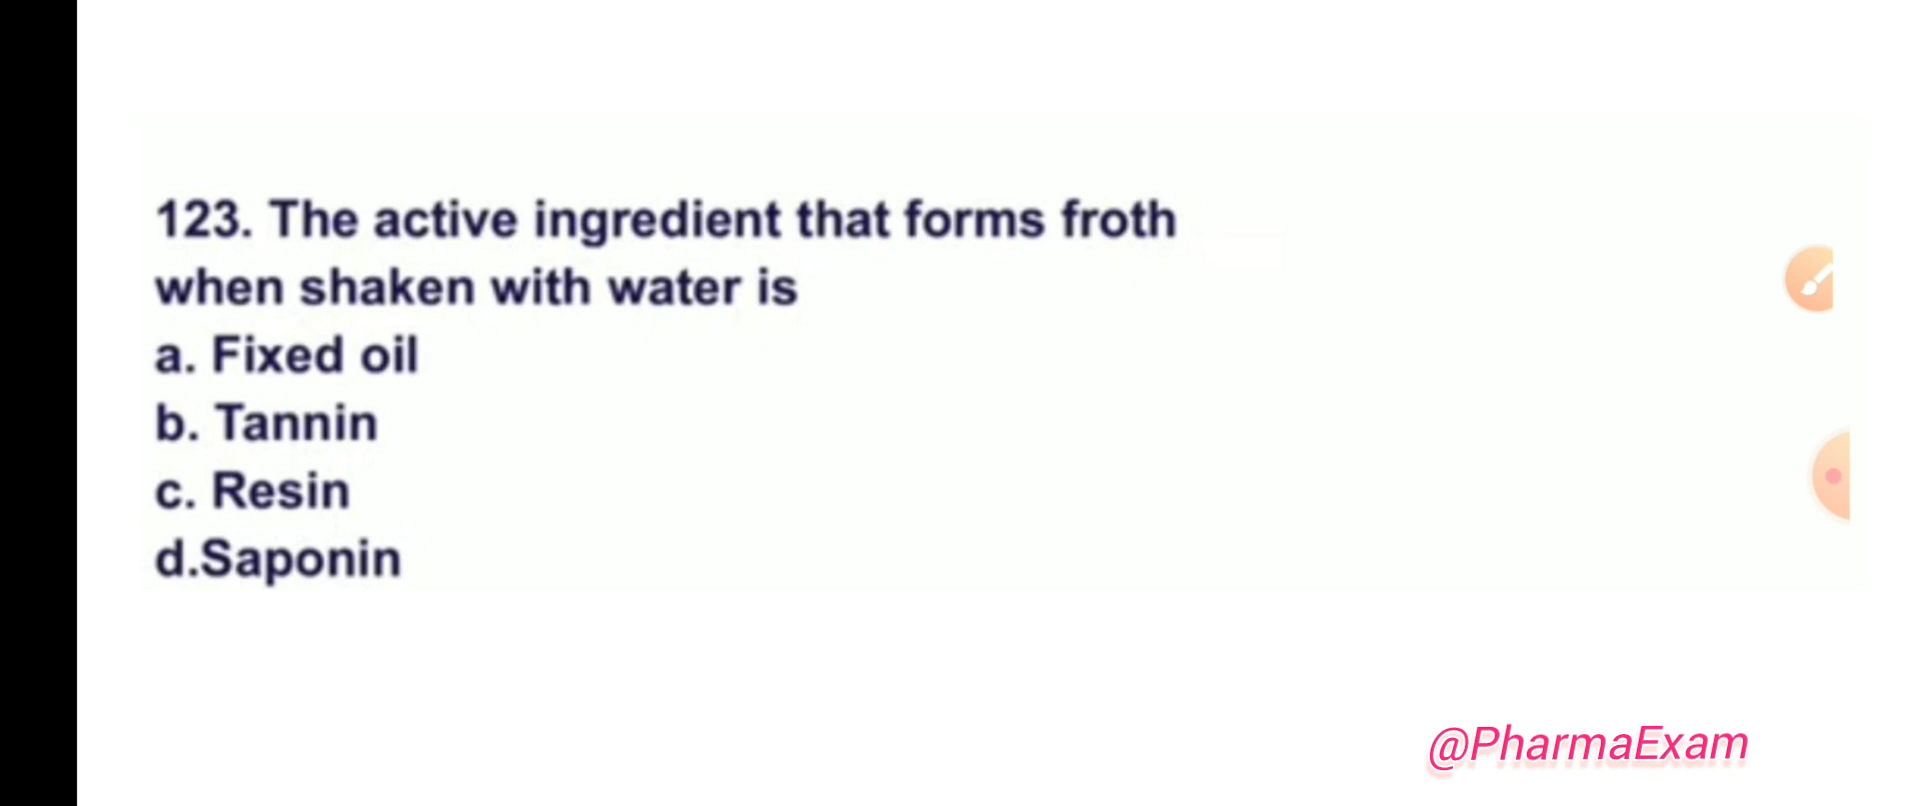 123. The active ingredient that forms froth
when shaken with water is
a. Fixed oil
b. Tannin
c. Resin
d.Saponin
@PharmaExam